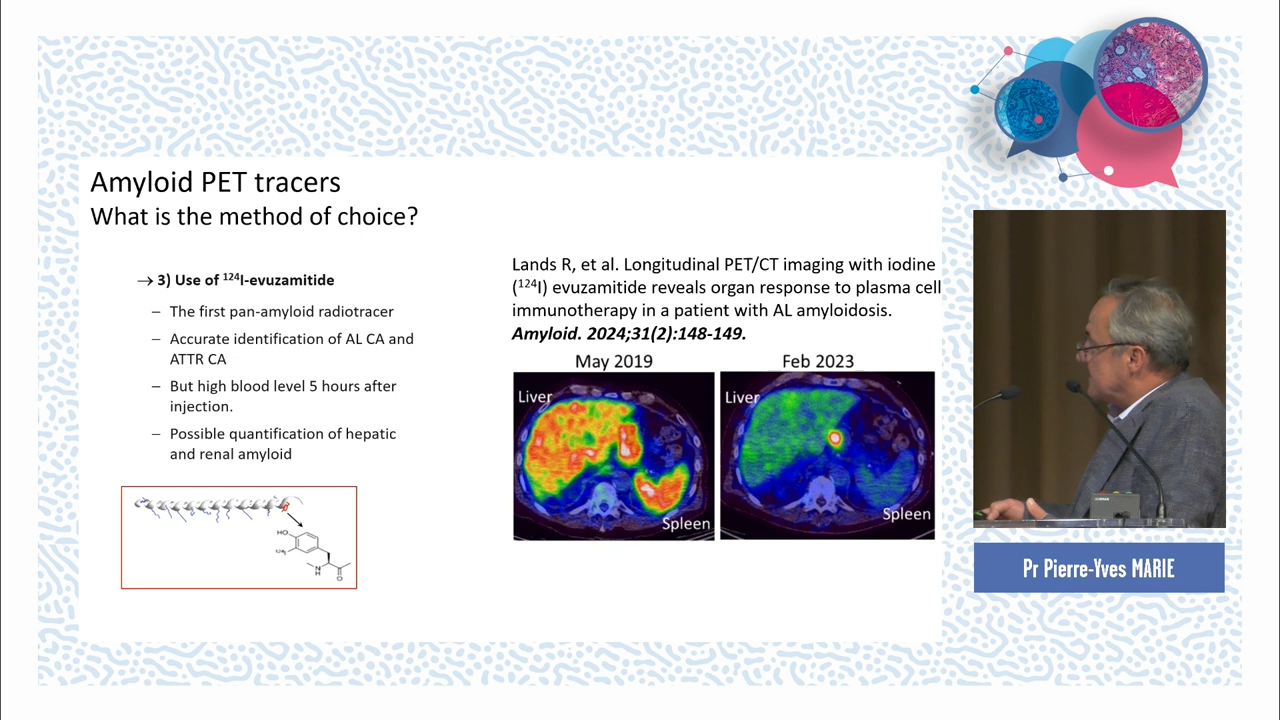 Amyloid PET tracers
What is the method of choice?
→ 3) Use of ¹²⁴I-evuzamitide
– The first pan-amyloid radiotracer
– Accurate identification of AL CA and
ATTR CA
– But high blood level 5 hours after
injection.
– Possible quantification of hepatic
and renal amyloid
HO
N
H
O
Lands R, et al. Longitudinal PET/CT imaging with iodine
(¹²⁴I) evuzamitide reveals organ response to plasma cell
immunotherapy in a patient with AL amyloidosis.
Amyloid. 2024;31(2):148-149.
May 2019
Feb 2023
Liver
Spleen
Liver
Spleen
Pr Pierre-Yves MARIE